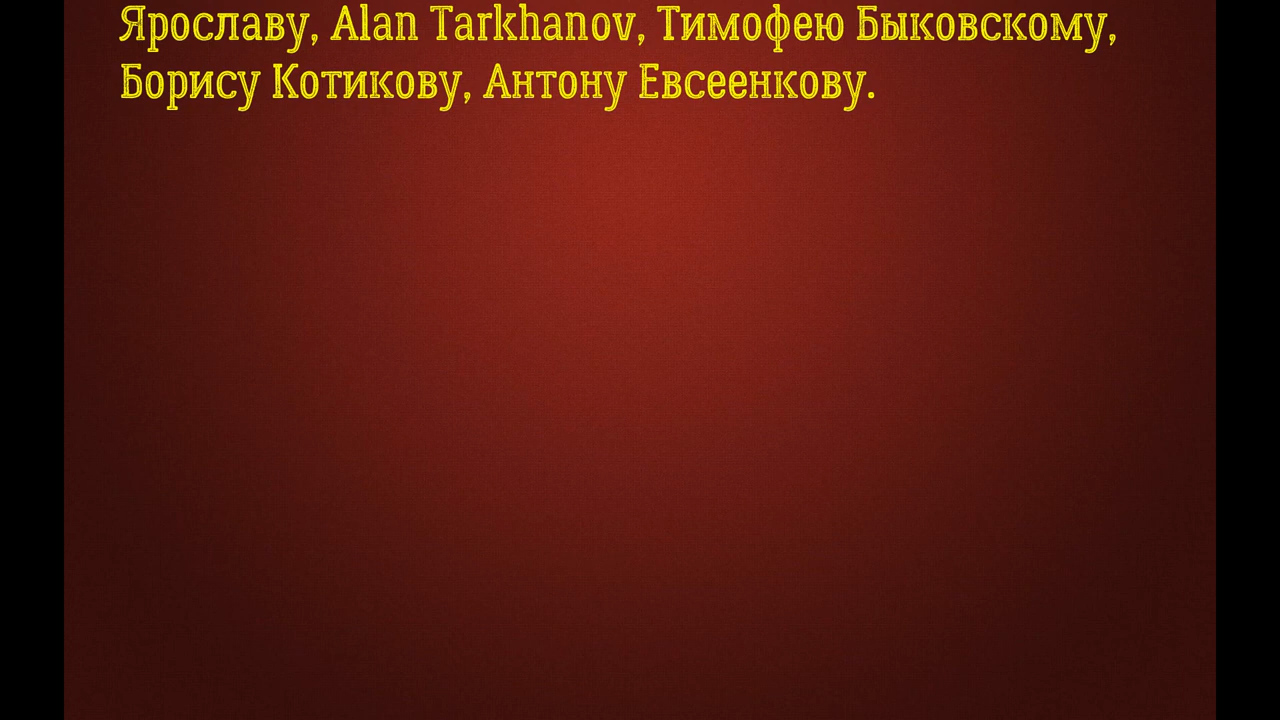 Ярославу, Alan Tarkhanov, Тимофею Быковскому,
Борису Котикову, Антону Евсеенкову.